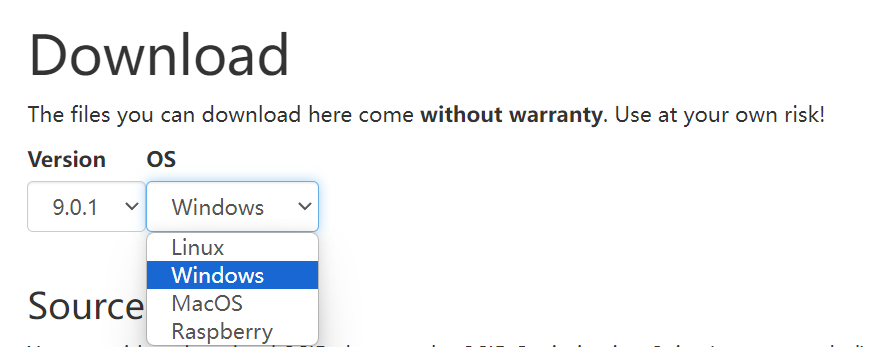 Download
The files you can download here come without warranty. Use at your own risk!
Version OS
9.0.1 Windows
Linux
Windows
MacOS
Raspberry
Source